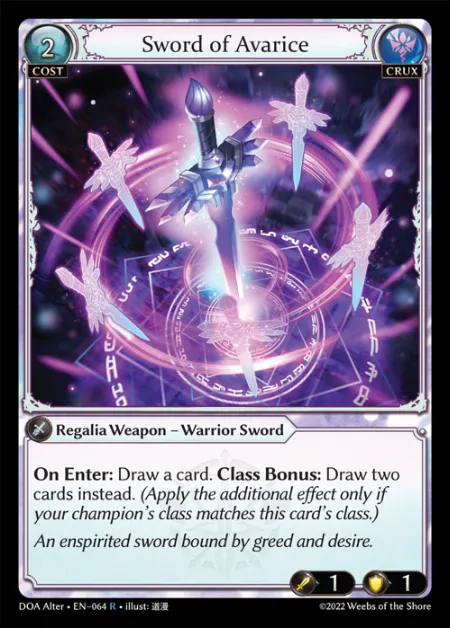 2
Sword of Avarice
COST
CRUX
Regalia Weapon – Warrior Sword
On Enter: Draw a card. Class Bonus: Draw two
cards instead. (Apply the additional effect only if
your champion's class matches this card's class.)
An enspirited sword bound by greed and desire.
1
1
DOA Alter • EN-064 R • illust: 道漫
©2022 Weebs of the Shore